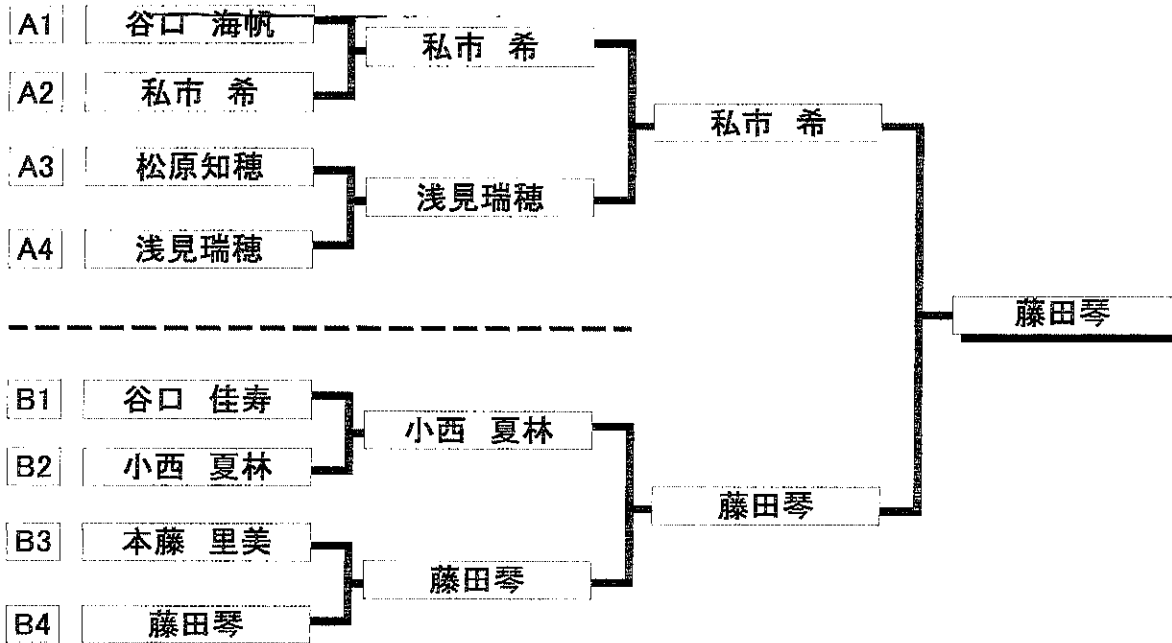 A1 谷口 海帆
私市 希
A2 私市 希
私市 希
A3 松原知穂
浅見瑞穂
A4 浅見瑞穂
藤田琴
B1 谷口 佳寿
小西 夏林
B2 小西 夏林
藤田琴
B3 本藤 里美
藤田琴
B4 藤田琴